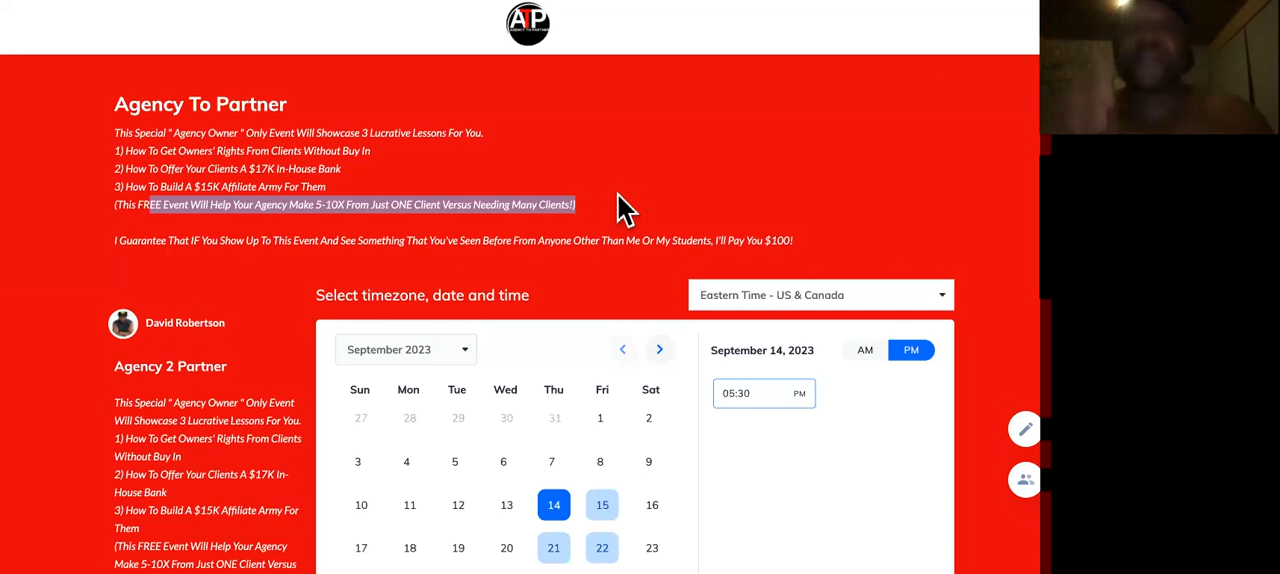 ATP
AGENCY TO PARTNER
Agency To Partner
This Special " Agency Owner " Only Event Will Showcase 3 Lucrative Lessons For You.
1) How To Get Owners' Rights From Clients Without Buy In
2) How To Offer Your Clients A $17K In-House Bank
3) How To Build A $15K Affiliate Army For Them
(This FREE Event Will Help Your Agency Make 5-10X From Just ONE Client Versus Needing Many Clients!)
I Guarantee That IF You Show Up To This Event And See Something That You've Seen Before From Anyone Other Than Me Or My Students, I'll Pay You $100!
Select timezone, date and time
Eastern Time - US & Canada
David Robertson
Agency 2 Partner
This Special " Agency Owner " Only Event
Will Showcase 3 Lucrative Lessons For You.
1) How To Get Owners' Rights From Clients
Without Buy In
2) How To Offer Your Clients A $17K In-
House Bank
3) How To Build A $15K Affiliate Army For
Them
(This FREE Event Will Help Your Agency
Make 5-10X From Just ONE Client Versus
September 2023
Sun Mon Tue Wed Thu Fri Sat
27 28 29 30 31 1 2
3 4 5 6 7 8 9
10 11 12 13 14 15 16
17 18 19 20 21 22 23
September 14, 2023
AM PM
05:30 PM